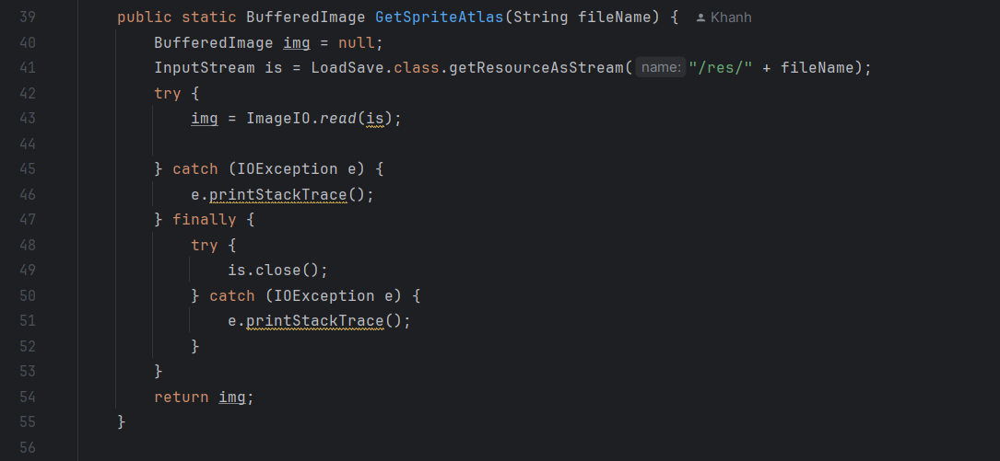 39 public static BufferedImage GetSpriteAtlas(String fileName) { Khanh
40 BufferedImage img = null;
41 InputStream is = LoadSave.class.getResourceAsStream( name: "/res/" + fileName);
42 try {
43 img = ImageIO.read(is);
44
45 } catch (IOException e) {
46 e.printStackTrace();
47 } finally {
48 try {
49 is.close();
50 } catch (IOException e) {
51 e.printStackTrace();
52 }
53 }
54 return img;
55 }
56